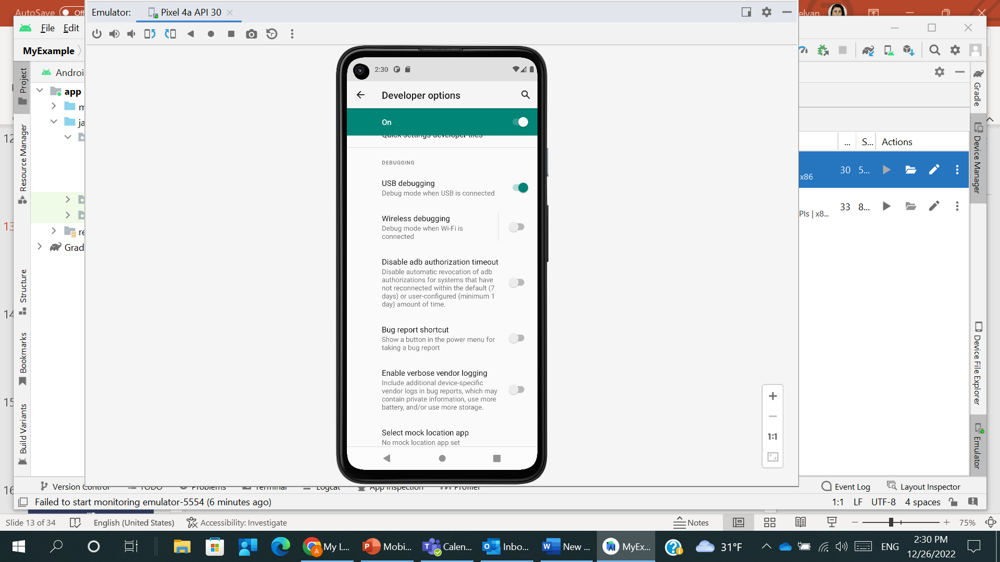 AutoSave Off
elvan
Emulator: Pixel 4a API 30
File Edit
MyExample
Android
app
Grad
Project
Resource Manager
Structure
Bookmarks
Build Variants
12
13
14
15
16
2:30
Developer options
On
Quick settings developer tiles
DEBUGGING
USB debugging
Debug mode when USB is connected
Wireless debugging
Debug mode when Wi-Fi is
connected
Disable adb authorization timeout
Disable automatic revocation of adb
authorizations for systems that have
not reconnected within the default (7
days) or user-configured (minimum 1
day) amount of time.
Bug report shortcut
Show a button in the power menu for
taking a bug report
Enable verbose vendor logging
Include additional device-specific
vendor logs in bug reports, which may
contain private information, use more
battery, and/or use more storage.
Select mock location app
No mock location app set
1:1
... S... Actions
30 5...
x86
33 8...
PIs | x8...
Gradle
Device Manager
Device File Explorer
Emulator
Version Control TODO Problems Terminal Logcat App Inspection Profiler
Event Log Layout Inspector
Failed to start monitoring emulator-5554 (6 minutes ago)
1:1 LF UTF-8 4 spaces
Slide 13 of 34 English (United States) Accessibility: Investigate
Notes 75%
My L... Mobi... Calen... Inbo... New ... MyEx... 31°F ENG
2:30 PM
12/26/2022